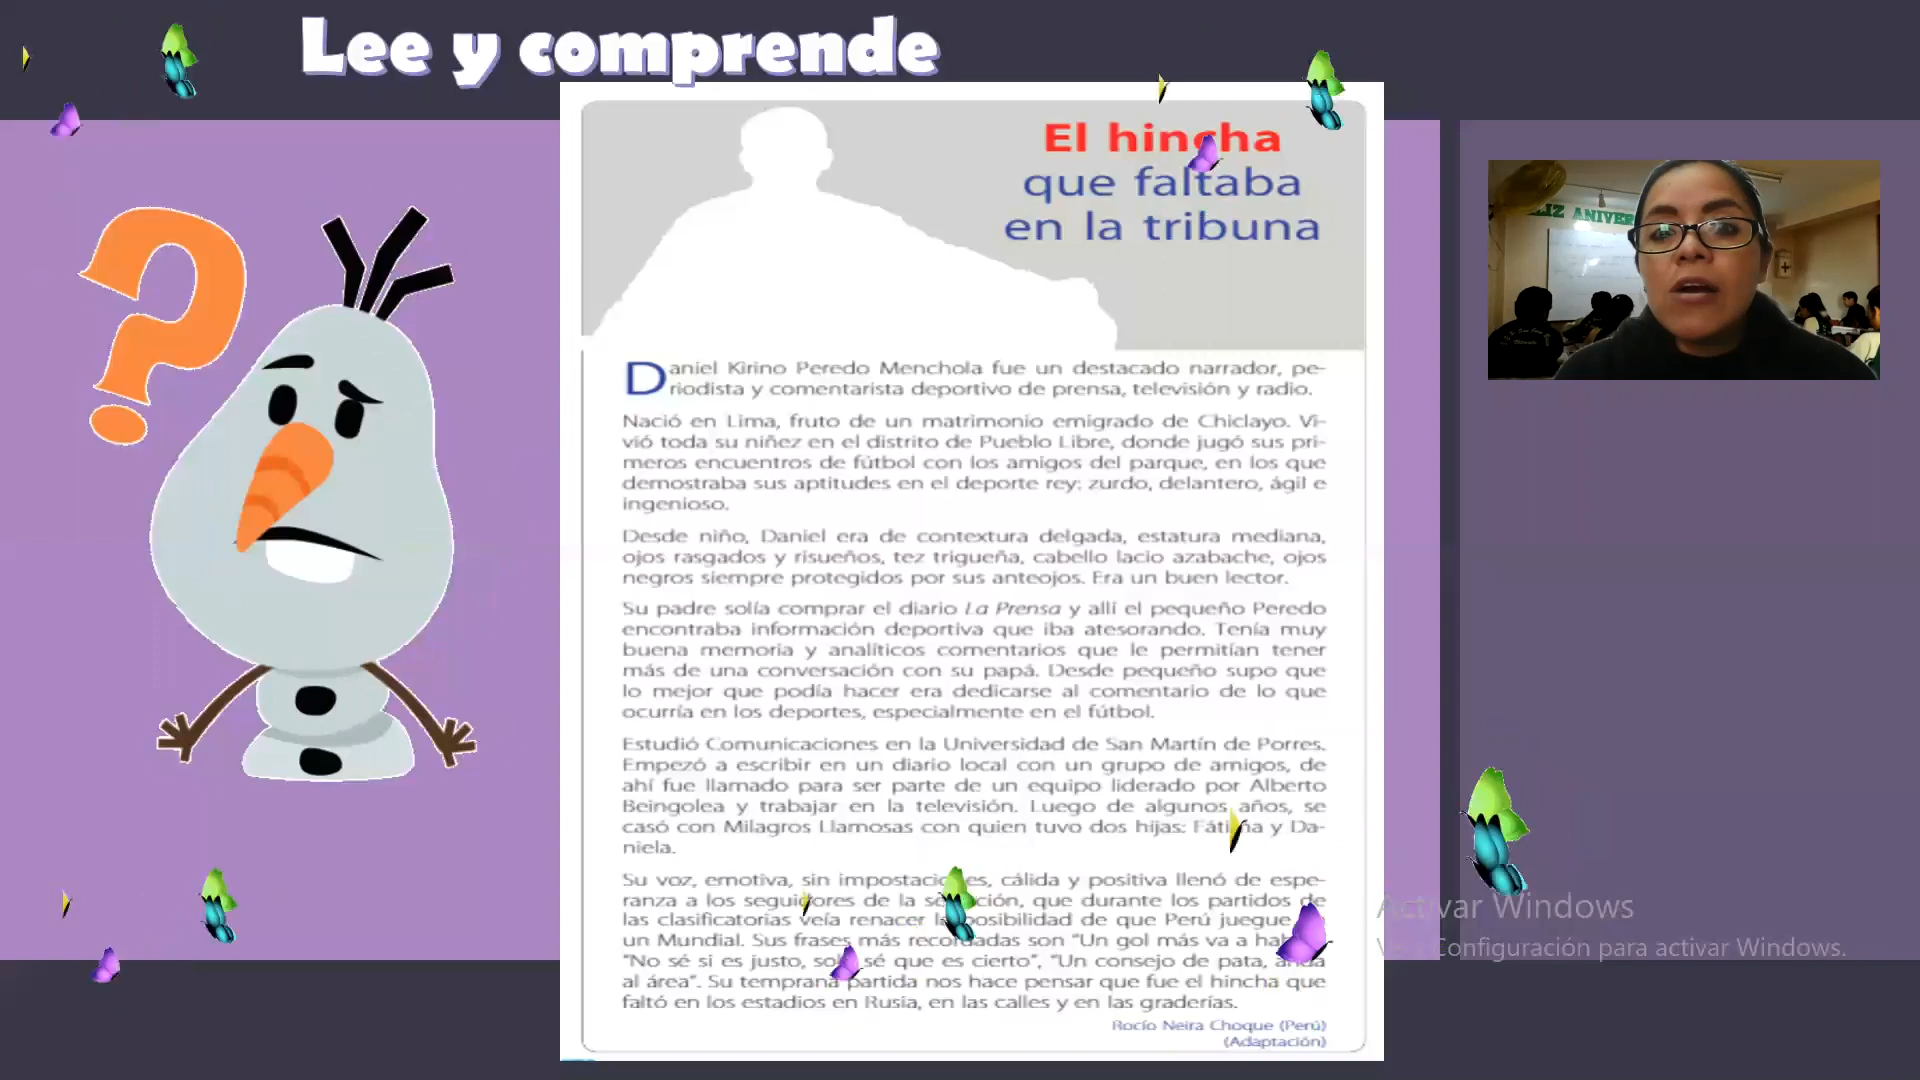 Lee y comprende
El hincha
que faltaba
en la tribuna
Daniel Kirino Peredo Menchola fue un destacado narrador, pe-
riodista y comentarista deportivo de prensa, televisión y radio.
Nació en Lima, fruto de un matrimonio emigrado de Chiclayo. Vi-
vió toda su niñez en el distrito de Pueblo Libre, donde jugó sus pri-
meros encuentros de fútbol con los amigos del parque, en los que
demostraba sus aptitudes en el deporte rey: zurdo, delantero, ágil e
ingenioso.
Desde niño, Daniel era de contextura delgada, estatura mediana,
ojos rasgados y risueños, tez trigueña, cabello lacio azabache, ojos
negros siempre protegidos por sus anteojos. Era un buen lector.
Su padre solía comprar el diario La Prensa y allí el pequeño Peredo
encontraba información deportiva que iba atesorando. Tenía muy
buena memoria y analíticos comentarios que le permitían tener
más de una conversación con su papá. Desde pequeño supo que
lo mejor que podía hacer era dedicarse al comentario de lo que
ocurría en los deportes, especialmente en el fútbol.
Estudió Comunicaciones en la Universidad de San Martín de Porres.
Empezó a escribir en un diario local con un grupo de amigos, de
ahí fue llamado para ser parte de un equipo liderado por Alberto
Beingolea y trabajar en la televisión. Luego de algunos años, se
casó con Milagros Llamosas con quien tuvo dos hijas: Fátima y Da-
niela.
Su voz, emotiva, sin impostaciones, cálida y positiva llenó de espe-
ranza a los seguidores de la selección, que durante los partidos de
las clasificatorias veía renacer la posibilidad de que Perú juegue
un Mundial. Sus frases más recordadas son “Un gol más va a
“No sé si es justo, solo sé que es cierto”, “Un consejo de pata, anda
al área”. Su temprana partida nos hace pensar que fue el hincha que
faltó en los estadios en Rusia, en las calles y en las graderías.
Rocío Neira Choque (Perú)
(Adaptación)
Activar Windows
Configuración para activar Windows.